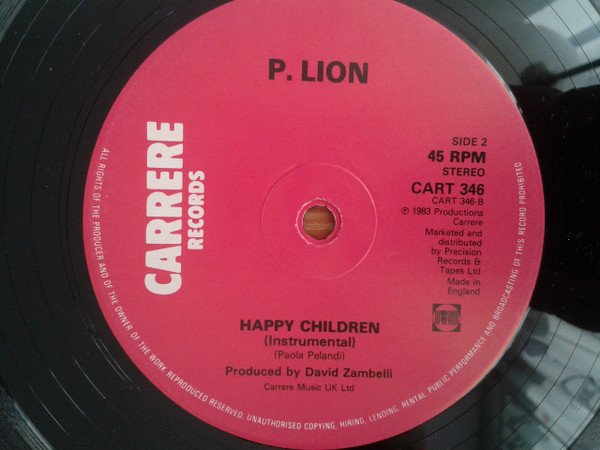 P. LION
CARRERE
RECORDS
SIDE 2
45 RPM
STEREO
CART 346
CART 346-B
℗ 1983 Productions
Carrere
Marketed and
distributed by
by Precision
Records &
Tapes Ltd
Made in
England
HAPPY CHILDREN
(Instrumental)
(Paola Pelandi)
Produced by David Zambelli
Carrere Music UK Ltd
ALL RIGHTS OF THE PRODUCER AND OF THE OWNER OF THE WORK REPRODUCED RESERVED. UNAUTHORISED COPYING, HIRING, LENDING, RENTAL PUBLIC PERFORMANCE AND BROADCASTING OF THIS RECORD PROHIBITED